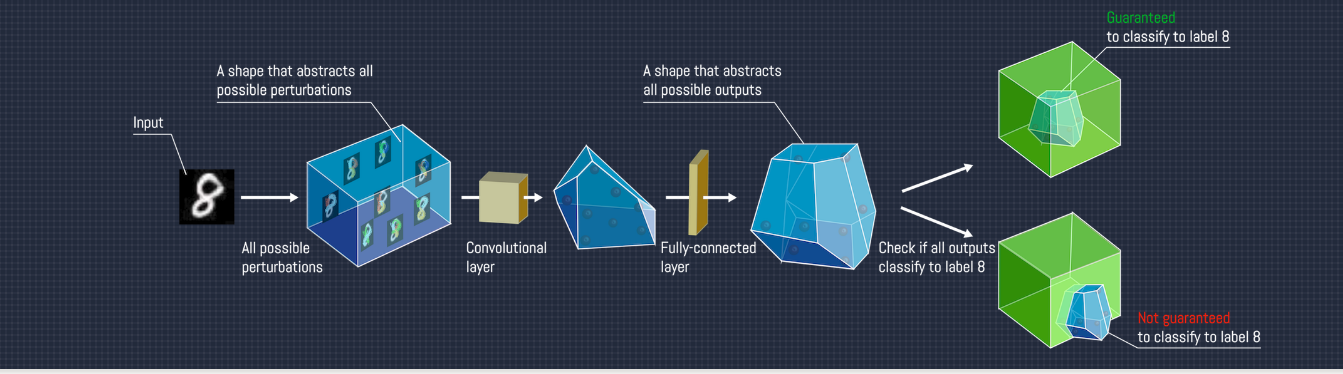 Input
A shape that abstracts all
possible perturbations
All possible
perturbations
Convolutional
layer
Fully-connected
layer
A shape that abstracts
all possible outputs
Check if all outputs
classify to label 8
Guaranteed
to classify to label 8
Not guaranteed
to classify to label 8